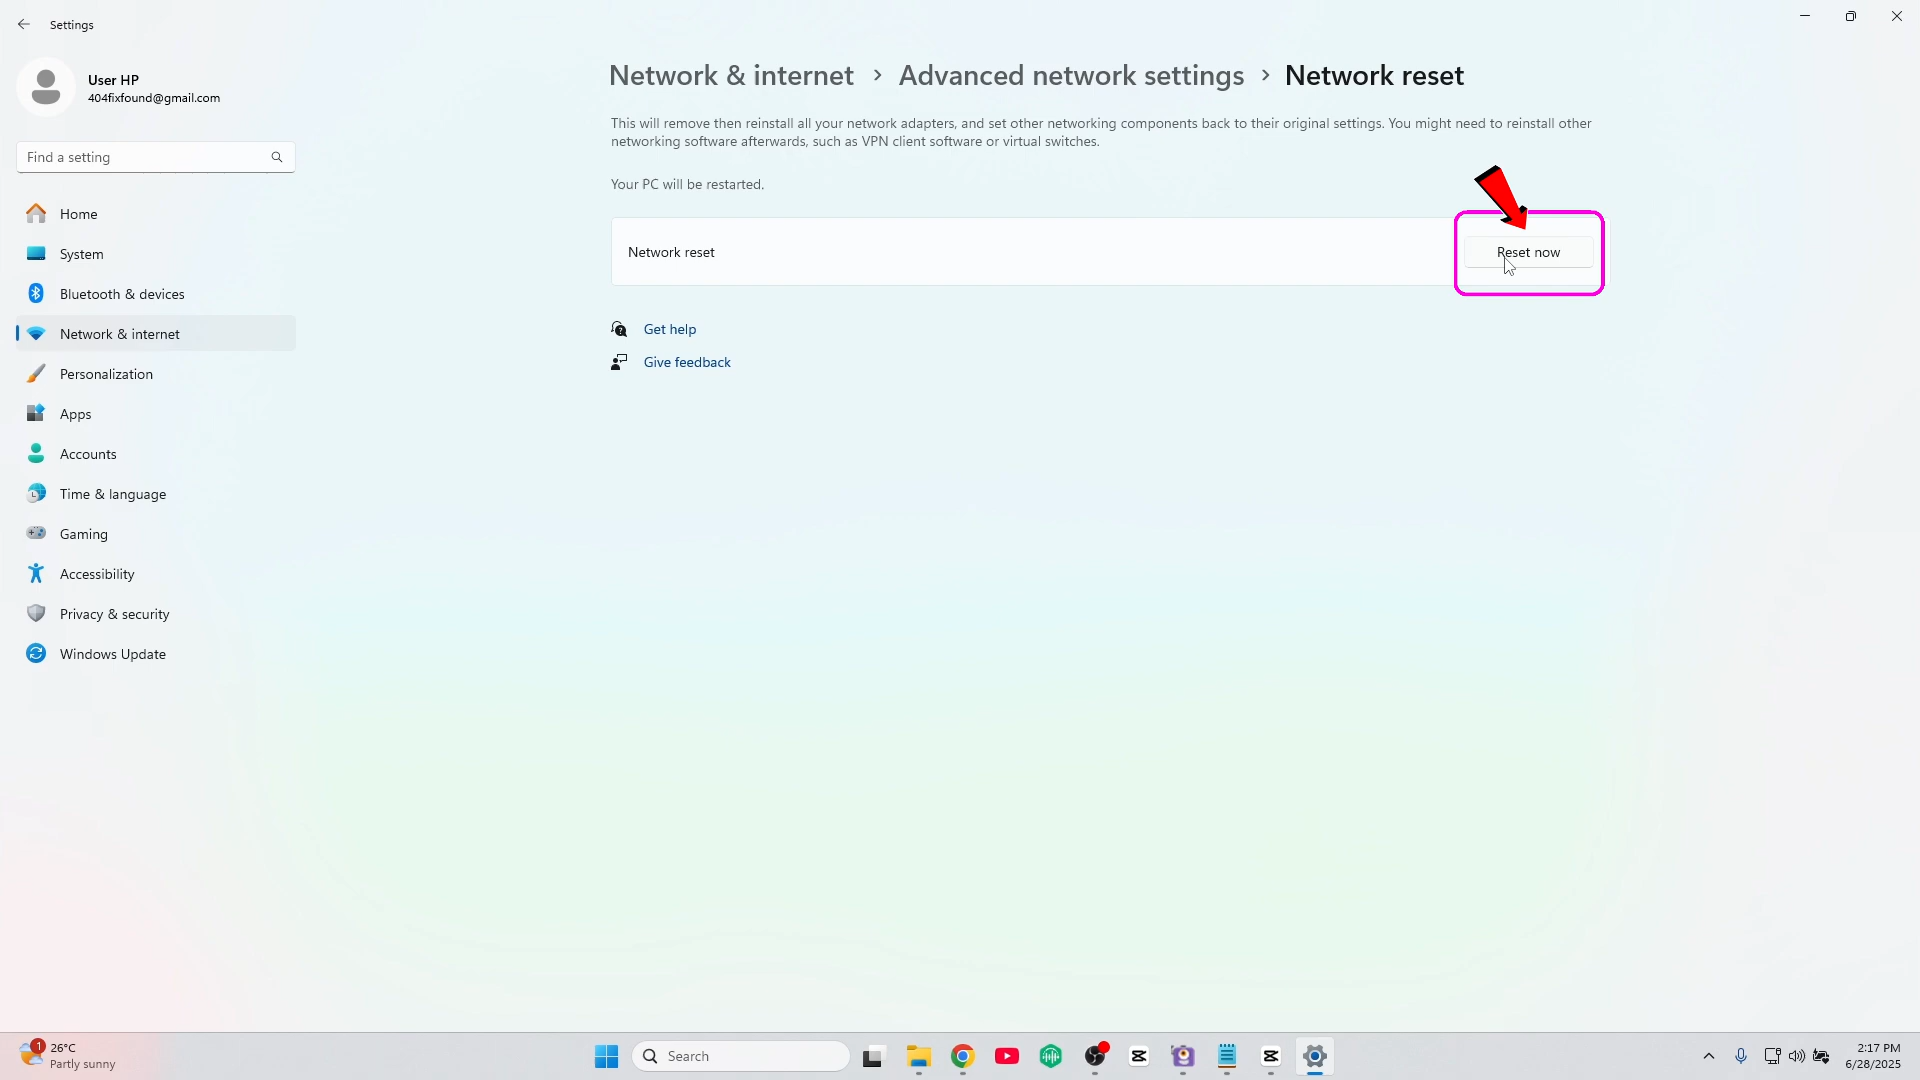 Settings
User HP
404fixfound@gmail.com
Find a setting
Home
System
Bluetooth & devices
Network & internet
Personalization
Apps
Accounts
Time & language
Gaming
Accessibility
Privacy & security
Windows Update
Network & internet > Advanced network settings > Network reset
This will remove then reinstall all your network adapters, and set other networking components back to their original settings. You might need to reinstall other
networking software afterwards, such as VPN client software or virtual switches.
Your PC will be restarted.
Network reset
Reset now
Get help
Give feedback
1
26°C
Partly sunny
Search
2:17 PM
6/28/2025